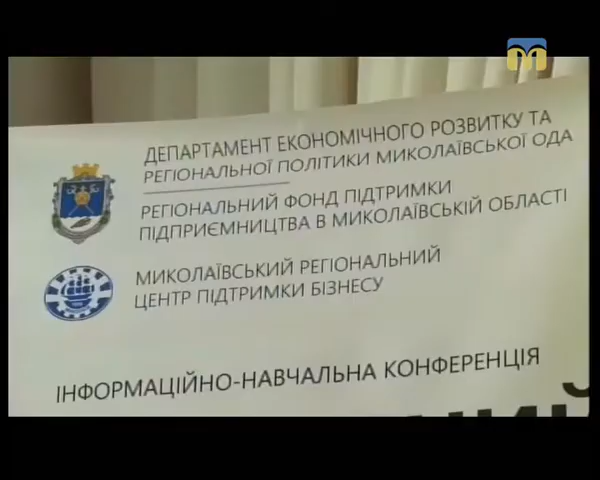 ДЕПАРТАМЕНТ ЕКОНОМІЧНОГО РОЗВИТКУ ТА
РЕГІОНАЛЬНОЇ ПОЛІТИКИ МИКОЛАЇВСЬКОЇ ОДА
РЕГІОНАЛЬНИЙ ФОНД ПІДТРИМКИ
ПІДПРИЄМНИЦТВА В МИКОЛАЇВСЬКІЙ ОБЛАСТІ
МИКОЛАЇВСЬКИЙ РЕГІОНАЛЬНИЙ
ЦЕНТР ПІДТРИМКИ БІЗНЕСУ
ІНФОРМАЦІЙНО-НАВЧАЛЬНА КОНФЕРЕНЦІЯ